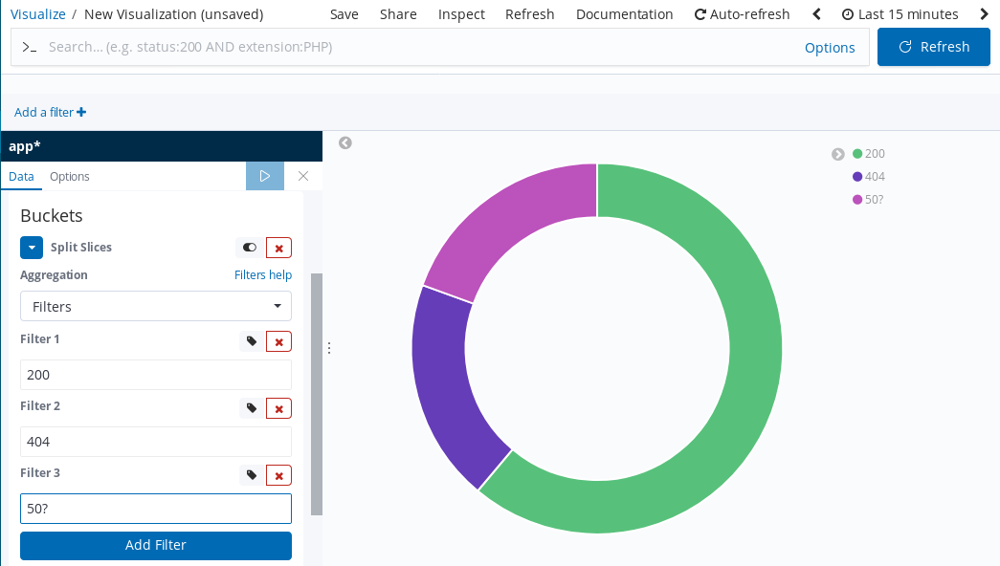 Visualize / New Visualization (unsaved) Save Share Inspect Refresh Documentation Auto-refresh Last 15 minutes
>_ Search... (e.g. status:200 AND extension:PHP) Options Refresh
Add a filter
app*
Data Options
Buckets
Split Slices
Aggregation Filters help
Filters
Filter 1
200
Filter 2
404
Filter 3
50?
Add Filter
200
404
50?